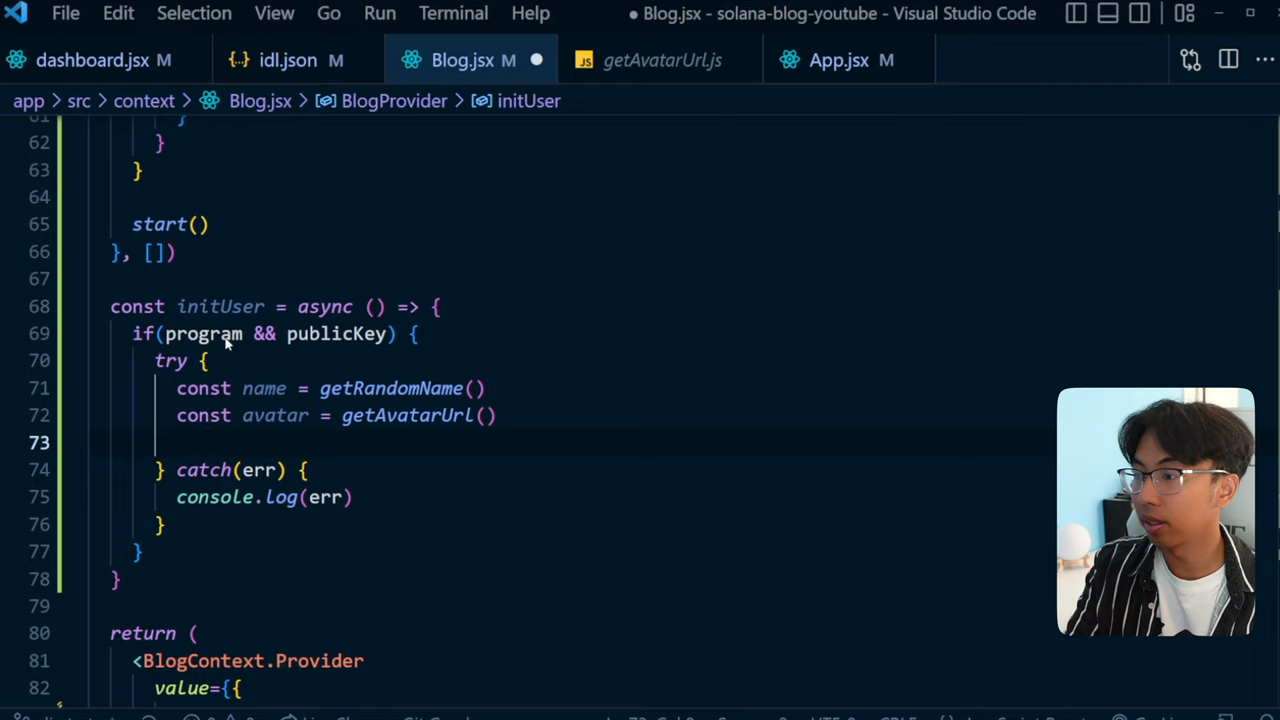 File Edit Selection View Go Run Terminal Help ● Blog.jsx - solana-blog-youtube - Visual Studio Code
dashboard.jsx M {..} idl.json M Blog.jsx M ● JS getAvatarUrl.js App.jsx M
app > src > context > Blog.jsx > BlogProvider > initUser
61 }
62 }
63 }
64
65 start()
66 }, [])
67
68 const initUser = async () => {
69 if(program && publicKey) {
70 try {
71 const name = getRandomName()
72 const avatar = getAvatarUrl()
73
74 } catch(err) {
75 console.log(err)
76 }
77 }
78 }
79
80 return (
81 <BlogContext.Provider
82 value={{